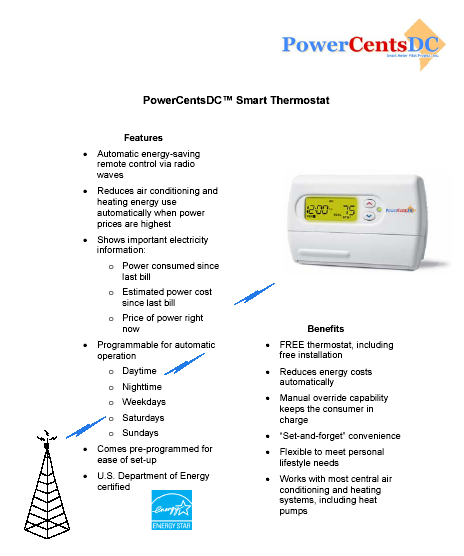 PowerCentsDC
Smart Meter Pilot Project, Inc.
PowerCentsDC™ Smart Thermostat
Features
• Automatic energy-saving
remote control via radio
waves
• Reduces air conditioning and
heating energy use
automatically when power
prices are highest
• Shows important electricity
information:
o Power consumed since
last bill
o Estimated power cost
since last bill
o Price of power right
now
• Programmable for automatic
operation
o Daytime
o Nighttime
o Weekdays
o Saturdays
o Sundays
• Comes pre-programmed for
ease of set-up
• U.S. Department of Energy
certified
energy
ENERGY STAR
12:00
75
PowerCentsDC
Benefits
• FREE thermostat, including
free installation
• Reduces energy costs
automatically
• Manual override capability
keeps the consumer in
charge
• "Set-and-forget" convenience
• Flexible to meet personal
lifestyle needs
• Works with most central air
conditioning and heating
systems, including heat
pumps